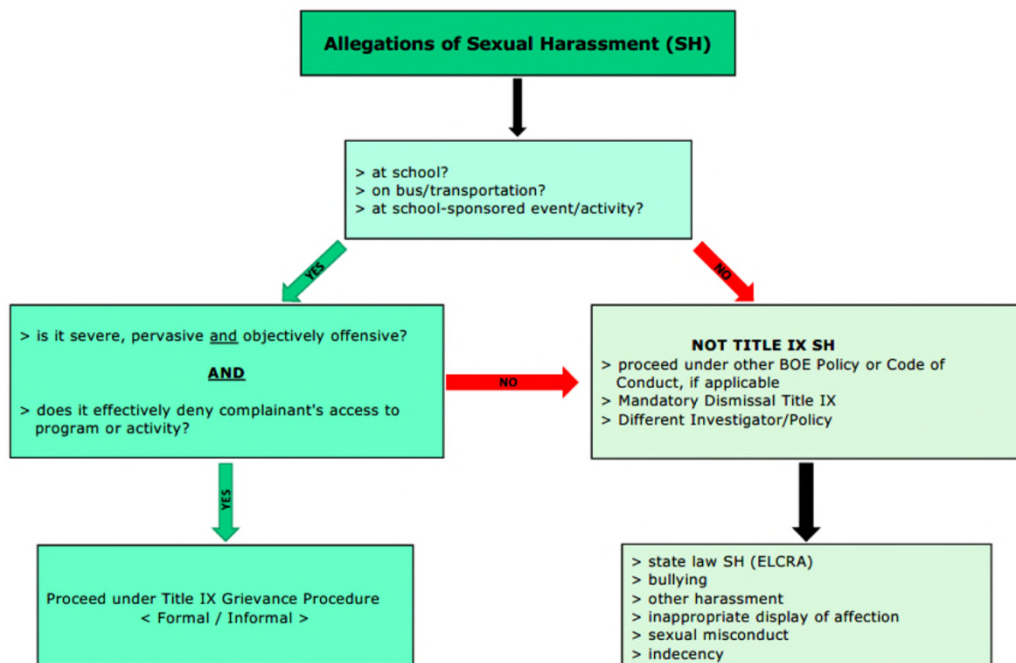 Allegations of Sexual Harassment (SH)
> at school?
> on bus/transportation?
> at school-sponsored event/activity?
YES
NO
> is it severe, pervasive and objectively offensive?
AND
> does it effectively deny complainant's access to
program or activity?
NO
NOT TITLE IX SH
> proceed under other BOE Policy or Code of
Conduct, if applicable
> Mandatory Dismissal Title IX
> Different Investigator/Policy
YES
Proceed under Title IX Grievance Procedure
< Formal / Informal >
> state law SH (ELCRA)
> bullying
> other harassment
> inappropriate display of affection
> sexual misconduct
> indecency